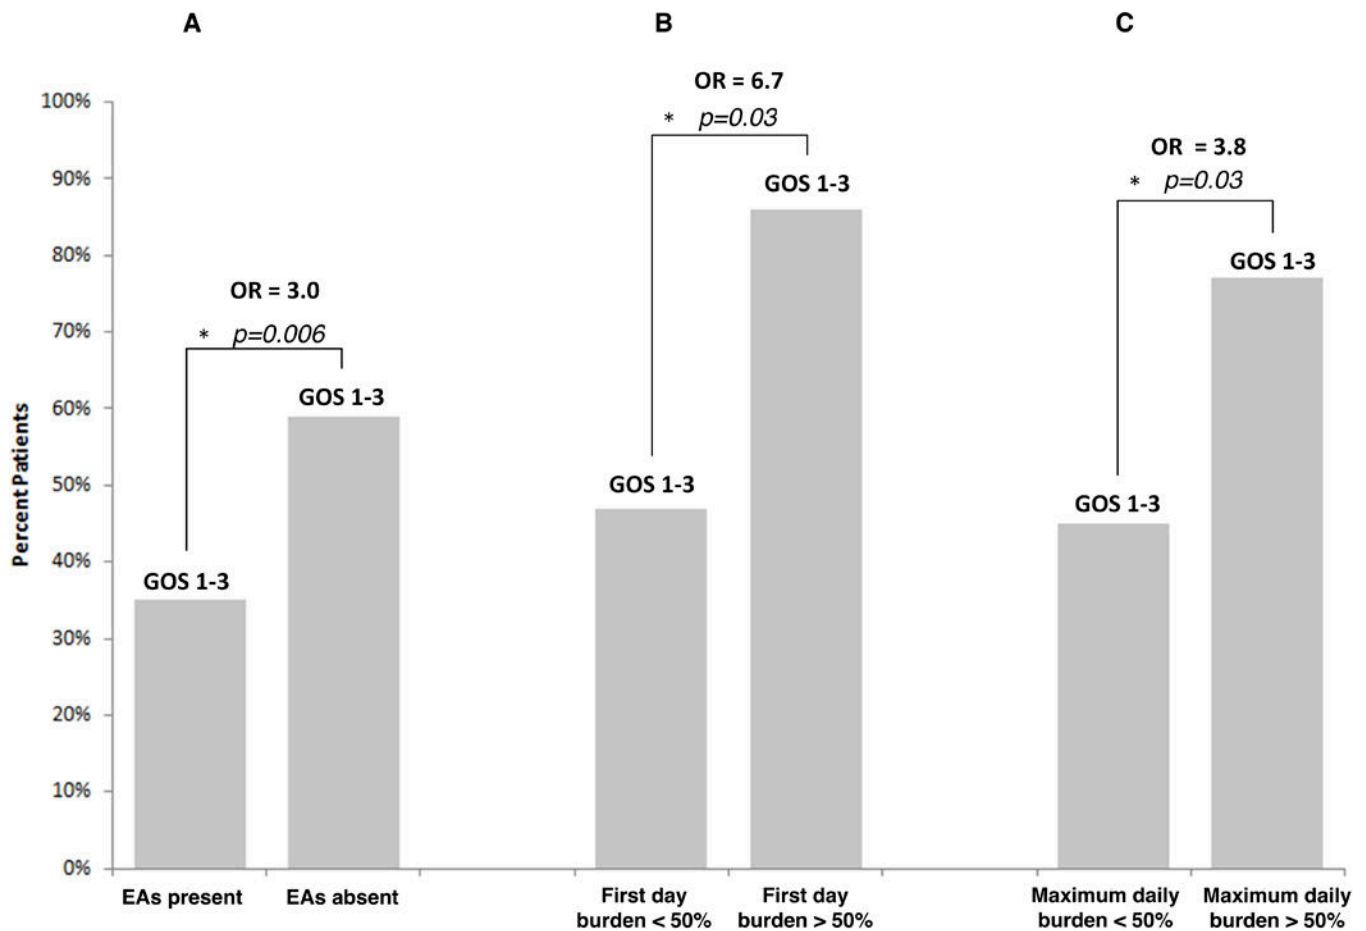 A
B
C
OR = 6.7
* p=0.03
GOS 1-3
OR = 3.8
* p=0.03
GOS 1-3
OR = 3.0
* p=0.006
GOS 1-3
GOS 1-3
GOS 1-3
GOS 1-3
Percent Patients
100%
90%
80%
70%
60%
50%
40%
30%
20%
10%
0%
EAs present
EAs absent
First day
burden < 50%
First day
burden > 50%
Maximum daily
burden < 50%
Maximum daily
burden > 50%